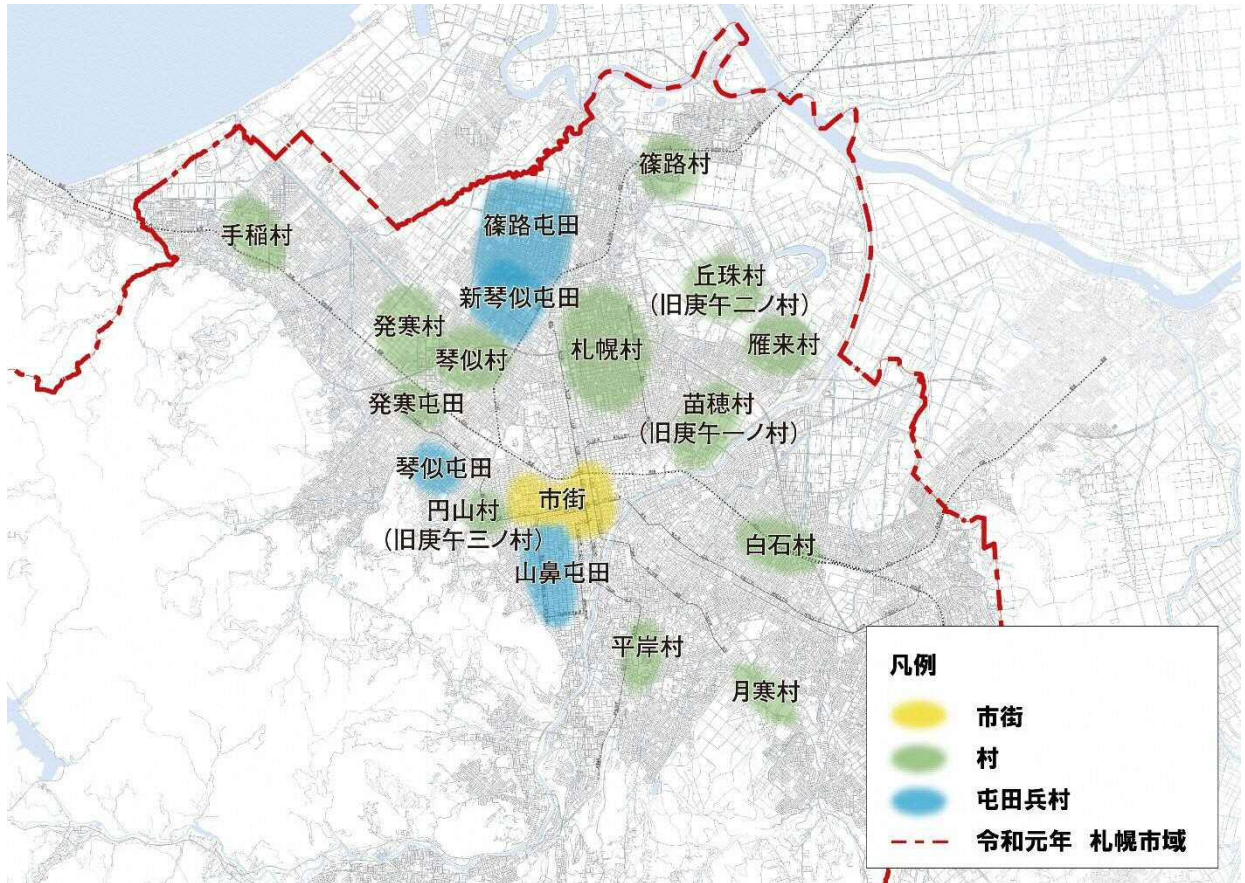 篠路村
手稲村
篠路屯田
新琴似屯田
丘珠村
(旧庚午二ノ村)
発寒村
琴似村
札幌村
雁来村
発寒屯田
苗穂村
(旧庚午一ノ村)
琴似屯田
市街
円山村
(旧庚午三ノ村)
白石村
山鼻屯田
平岸村
月寒村
凡例
市街
村
屯田兵村
令和元年 札幌市域